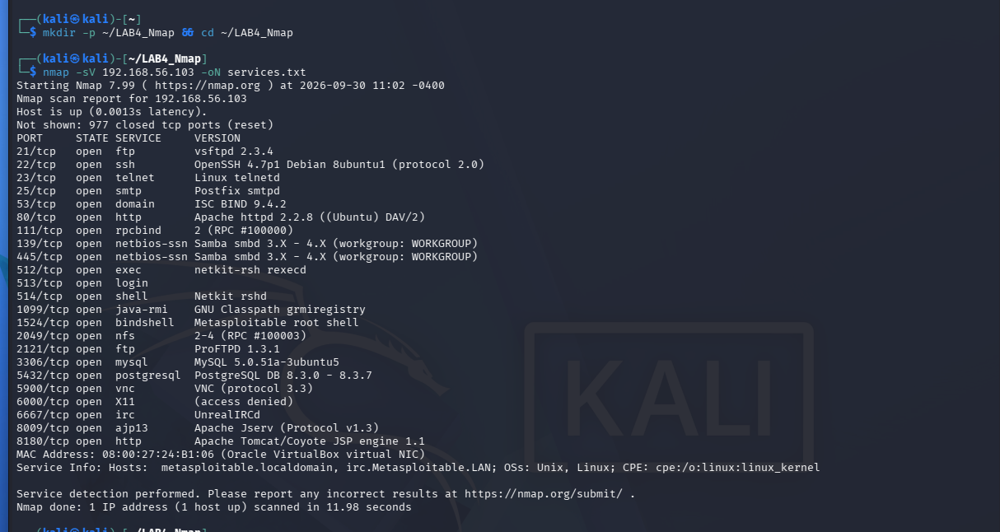 ┌──(kali㉿kali)-[~]
└─$ mkdir -p ~/LAB4_Nmap && cd ~/LAB4_Nmap
┌──(kali㉿kali)-[~/LAB4_Nmap]
└─$ nmap -sV 192.168.56.103 -oN services.txt
Starting Nmap 7.99 ( https://nmap.org ) at 2026-09-30 11:02 -0400
Nmap scan report for 192.168.56.103
Host is up (0.0013s latency).
Not shown: 977 closed tcp ports (reset)
PORT     STATE SERVICE     VERSION
21/tcp   open  ftp         vsftpd 2.3.4
22/tcp   open  ssh         OpenSSH 4.7p1 Debian 8ubuntu1 (protocol 2.0)
23/tcp   open  telnet      Linux telnetd
25/tcp   open  smtp        Postfix smtpd
53/tcp   open  domain      ISC BIND 9.4.2
80/tcp   open  http        Apache httpd 2.2.8 ((Ubuntu) DAV/2)
111/tcp  open  rpcbind     2 (RPC #100000)
139/tcp  open  netbios-ssn Samba smbd 3.X - 4.X (workgroup: WORKGROUP)
445/tcp  open  netbios-ssn Samba smbd 3.X - 4.X (workgroup: WORKGROUP)
512/tcp  open  exec        netkit-rsh rexecd
513/tcp  open  login
514/tcp  open  shell       Netkit rshd
1099/tcp open  java-rmi    GNU Classpath grmiregistry
1524/tcp open  bindshell   Metasploitable root shell
2049/tcp open  nfs         2-4 (RPC #100003)
2121/tcp open  ftp         ProFTPD 1.3.1
3306/tcp open  mysql       MySQL 5.0.51a-3ubuntu5
5432/tcp open  postgresql  PostgreSQL DB 8.3.0 - 8.3.7
5900/tcp open  vnc         VNC (protocol 3.3)
6000/tcp open  X11         (access denied)
6667/tcp open  irc         UnrealIRCd
8009/tcp open  ajp13       Apache Jserv (Protocol v1.3)
8180/tcp open  http        Apache Tomcat/Coyote JSP engine 1.1
MAC Address: 08:00:27:24:B1:06 (Oracle VirtualBox virtual NIC)
Service Info: Hosts:  metasploitable.localdomain, irc.Metasploitable.LAN; OSs: Unix, Linux; CPE: cpe:/o:linux:linux_kernel
Service detection performed. Please report any incorrect results at https://nmap.org/submit/ .
Nmap done: 1 IP address (1 host up) scanned in 11.98 seconds
┌──(kali㉿kali)-[~/LAB4_Nmap]
KALI